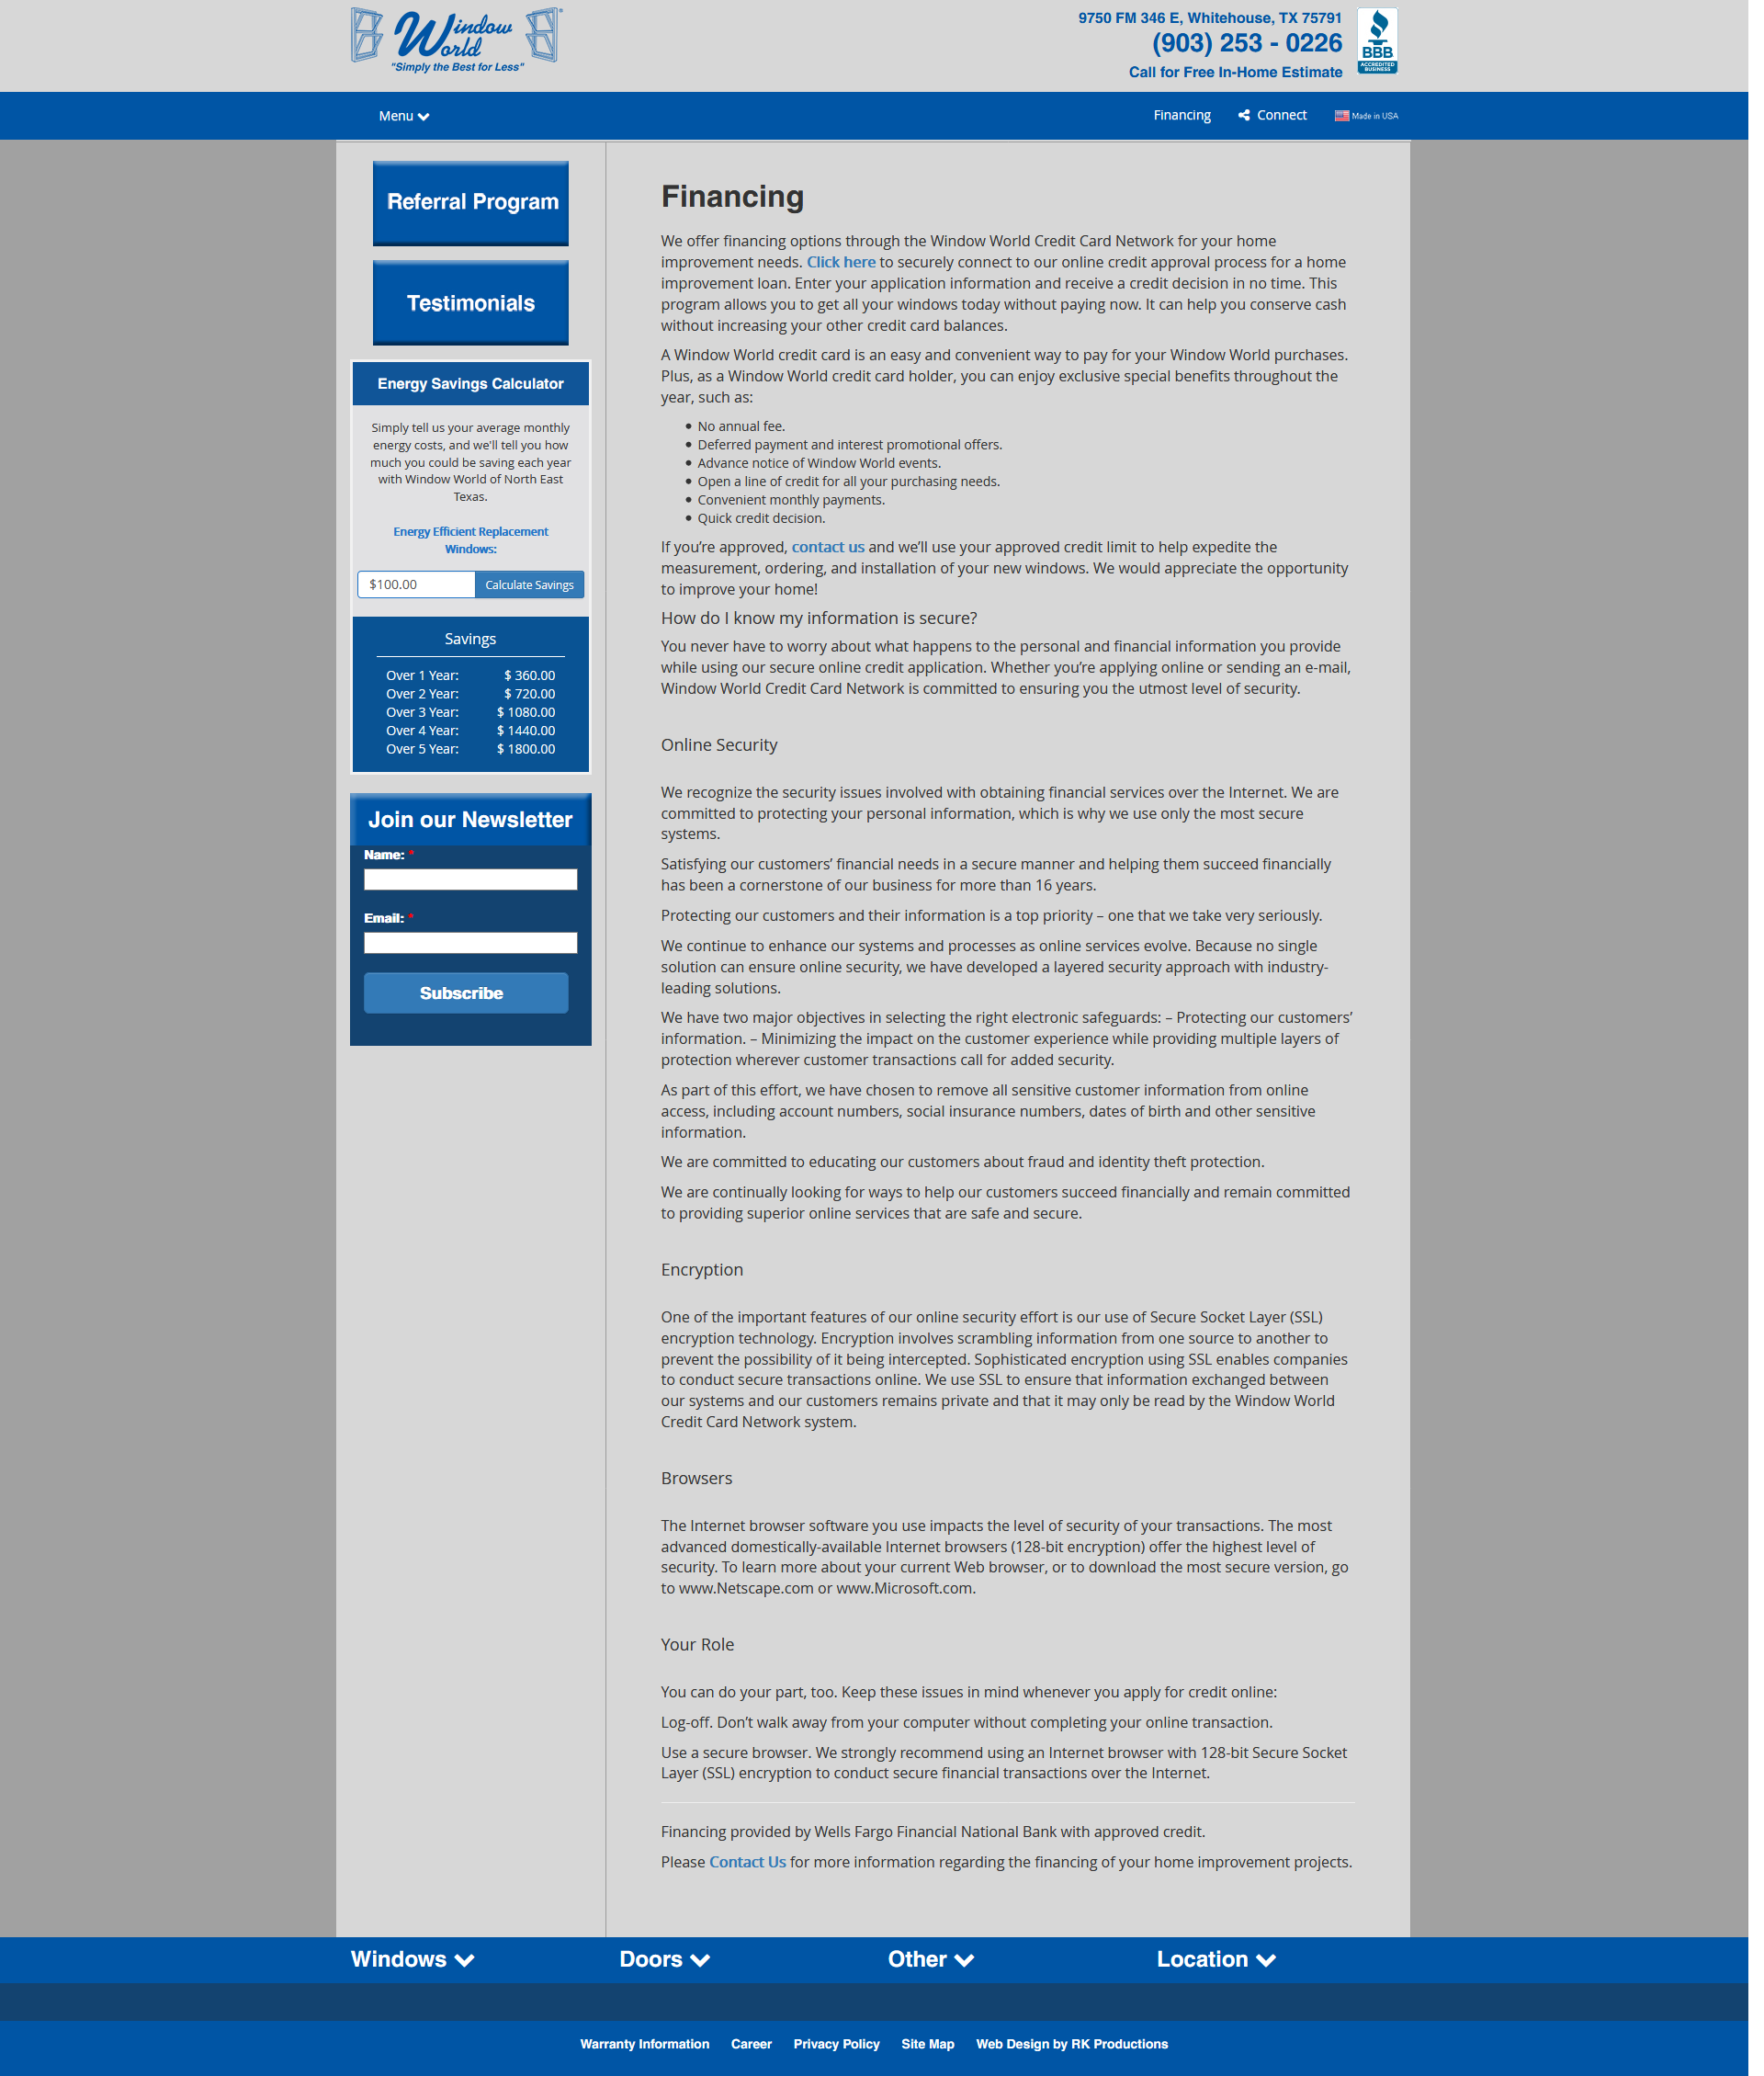 Window World
"Simply the Best for Less"
9750 FM 346 E, Whitehouse, TX 75791
(903) 253 - 0226
Call for Free In-Home Estimate
BBB
ACCREDITED
BUSINESS
Menu
Financing
Connect
Made in USA
Referral Program
Testimonials
Energy Savings Calculator
Simply tell us your average monthly
energy costs, and we'll tell you how
much you could be saving each year
with Window World of North East
Texas.
Energy Efficient Replacement
Windows:
$100.00
Calculate Savings
Savings
Over 1 Year: $ 360.00
Over 2 Year: $ 720.00
Over 3 Year: $ 1080.00
Over 4 Year: $ 1440.00
Over 5 Year: $ 1800.00
Join our Newsletter
Name: *
Email: *
Subscribe
Financing
We offer financing options through the Window World Credit Card Network for your home
improvement needs. Click here to securely connect to our online credit approval process for a home
improvement loan. Enter your application information and receive a credit decision in no time. This
program allows you to get all your windows today without paying now. It can help you conserve cash
without increasing your other credit card balances.
A Window World credit card is an easy and convenient way to pay for your Window World purchases.
Plus, as a Window World credit card holder, you can enjoy exclusive special benefits throughout the
year, such as:
• No annual fee.
• Deferred payment and interest promotional offers.
• Advance notice of Window World events.
• Open a line of credit for all your purchasing needs.
• Convenient monthly payments.
• Quick credit decision.
If you’re approved, contact us and we’ll use your approved credit limit to help expedite the
measurement, ordering, and installation of your new windows. We would appreciate the opportunity
to improve your home!
How do I know my information is secure?
You never have to worry about what happens to the personal and financial information you provide
while using our secure online credit application. Whether you’re applying online or sending an e-mail,
Window World Credit Card Network is committed to ensuring you the utmost level of security.
Online Security
We recognize the security issues involved with obtaining financial services over the Internet. We are
committed to protecting your personal information, which is why we use only the most secure
systems.
Satisfying our customers’ financial needs in a secure manner and helping them succeed financially
has been a cornerstone of our business for more than 16 years.
Protecting our customers and their information is a top priority – one that we take very seriously.
We continue to enhance our systems and processes as online services evolve. Because no single
solution can ensure online security, we have developed a layered security approach with industry-
leading solutions.
We have two major objectives in selecting the right electronic safeguards: – Protecting our customers’
information. – Minimizing the impact on the customer experience while providing multiple layers of
protection wherever customer transactions call for added security.
As part of this effort, we have chosen to remove all sensitive customer information from online
access, including account numbers, social insurance numbers, dates of birth and other sensitive
information.
We are committed to educating our customers about fraud and identity theft protection.
We are continually looking for ways to help our customers succeed financially and remain committed
to providing superior online services that are safe and secure.
Encryption
One of the important features of our online security effort is our use of Secure Socket Layer (SSL)
encryption technology. Encryption involves scrambling information from one source to another to
prevent the possibility of it being intercepted. Sophisticated encryption using SSL enables companies
to conduct secure transactions online. We use SSL to ensure that information exchanged between
our systems and our customers remains private and that it may only be read by the Window World
Credit Card Network system.
Browsers
The Internet browser software you use impacts the level of security of your transactions. The most
advanced domestically-available Internet browsers (128-bit encryption) offer the highest level of
security. To learn more about your current Web browser, or to download the most secure version, go
to www.Netscape.com or www.Microsoft.com.
Your Role
You can do your part, too. Keep these issues in mind whenever you apply for credit online:
Log-off. Don’t walk away from your computer without completing your online transaction.
Use a secure browser. We strongly recommend using an Internet browser with 128-bit Secure Socket
Layer (SSL) encryption to conduct secure financial transactions over the Internet.
Financing provided by Wells Fargo Financial National Bank with approved credit.
Please Contact Us for more information regarding the financing of your home improvement projects.
Windows
Doors
Other
Location
Warranty Information Career Privacy Policy Site Map Web Design by RK Productions